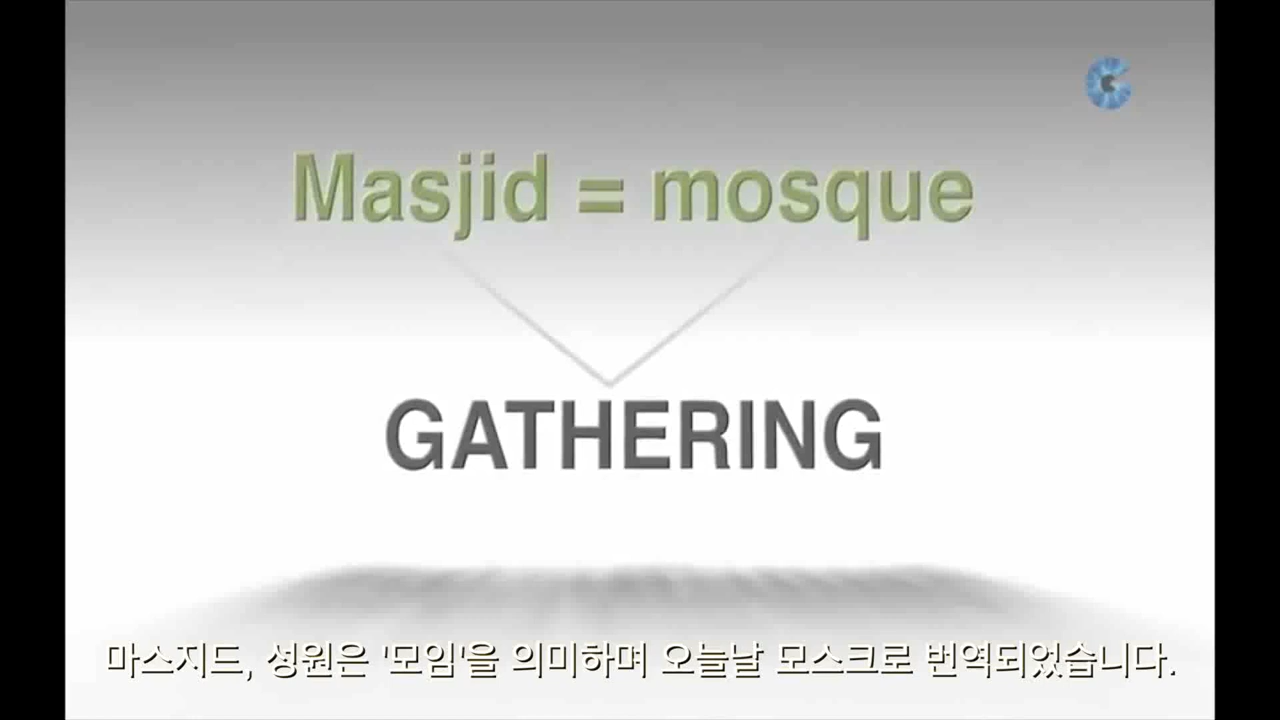 Masjid = mosque
GATHERING
마스지드, 성원은 '모임'을 의미하며 오늘날 모스크로 번역되었습니다.